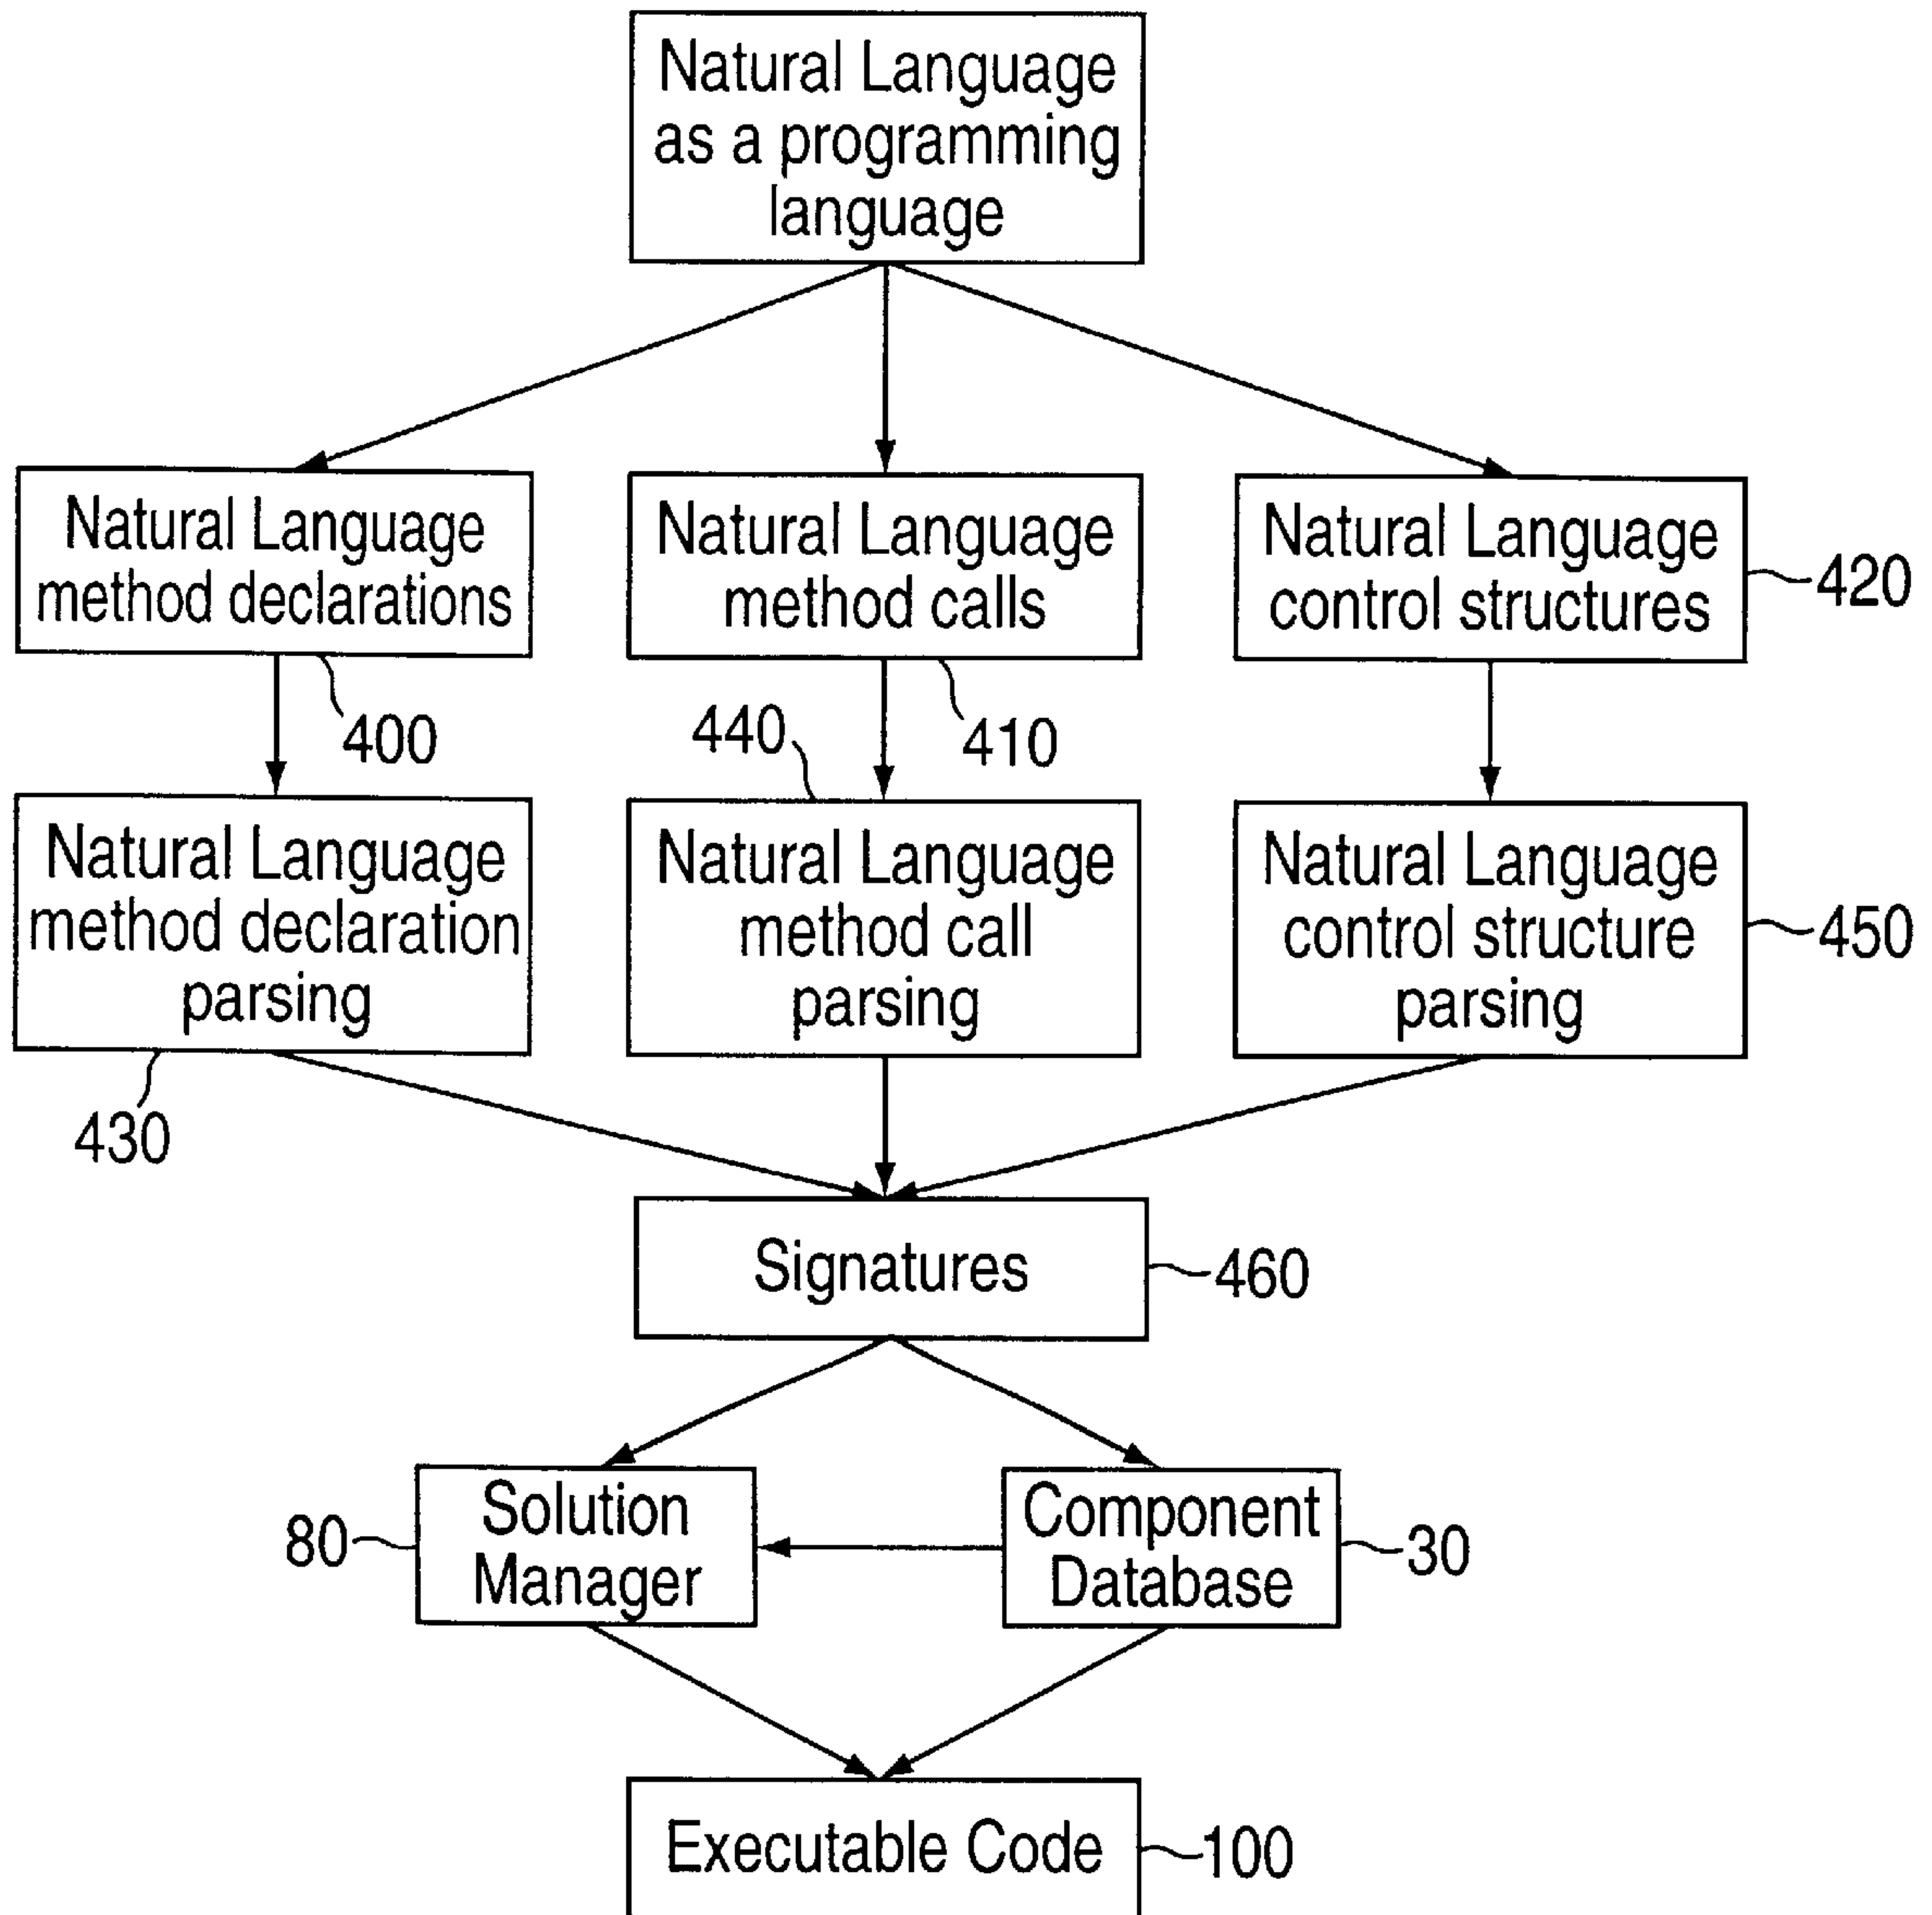 Natural Language
as a programming
language
Natural Language
method declarations
Natural Language
method calls
Natural Language
control structures
420
400
440
410
Natural Language
method declaration
parsing
Natural Language
method call
parsing
Natural Language
control structure
parsing
450
430
Signatures
460
80
Solution
Manager
Component
Database
30
Executable Code
100